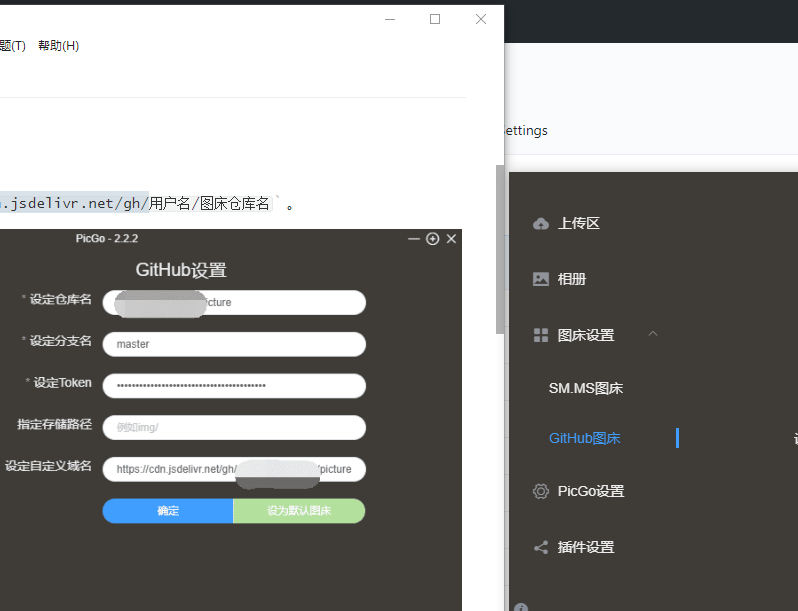 题(T) 帮助(H)
ettings
.jsdelivr.net/gh/用户名/图床仓库名` 。
PicGo - 2.2.2
GitHub设置
* 设定仓库名 icture
* 设定分支名 master
* 设定Token ••••••••••••••••••••••••••••••••••••••••
指定存储路径 例如img/
设定自定义域名 https://cdn.jsdelivr.net/gh/ /picture
确定 设为默认图床
上传区
相册
图床设置
SM.MS图床
GitHub图床
PicGo设置
插件设置